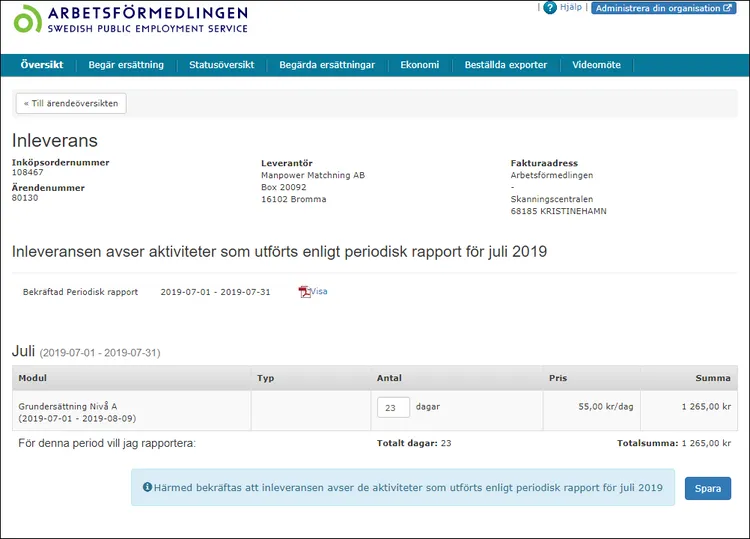 ARBETSFÖRMEDLINGEN
SWEDISH PUBLIC EMPLOYMENT SERVICE
| ? Hjälp | Administrera din organisation
Översikt Begär ersättning Statusöversikt Begärda ersättningar Ekonomi Beställda exporter Videomöte
« Till ärendeöversikten
Inleverans
Inköpsordernummer Leverantör Fakturaadress
108467 Manpower Matchning AB Arbetsförmedlingen
Ärendenummer Box 20092 -
80130 16102 Bromma Skanningscentralen
68185 KRISTINEHAMN
Inleveransen avser aktiviteter som utförts enligt periodisk rapport för juli 2019
Bekräftad Periodisk rapport 2019-07-01 - 2019-07-31 Visa
Juli (2019-07-01 - 2019-07-31)
Modul Typ Antal Pris Summa
Grundersättning Nivå A 23 dagar 55,00 kr/dag 1 265,00 kr
(2019-07-01 - 2019-08-09)
För denna period vill jag rapportera: Totalt dagar: 23 Totalsumma: 1 265,00 kr
Härmed bekräftas att inleveransen avser de aktiviteter som utförts enligt periodisk rapport för juli 2019 Spara